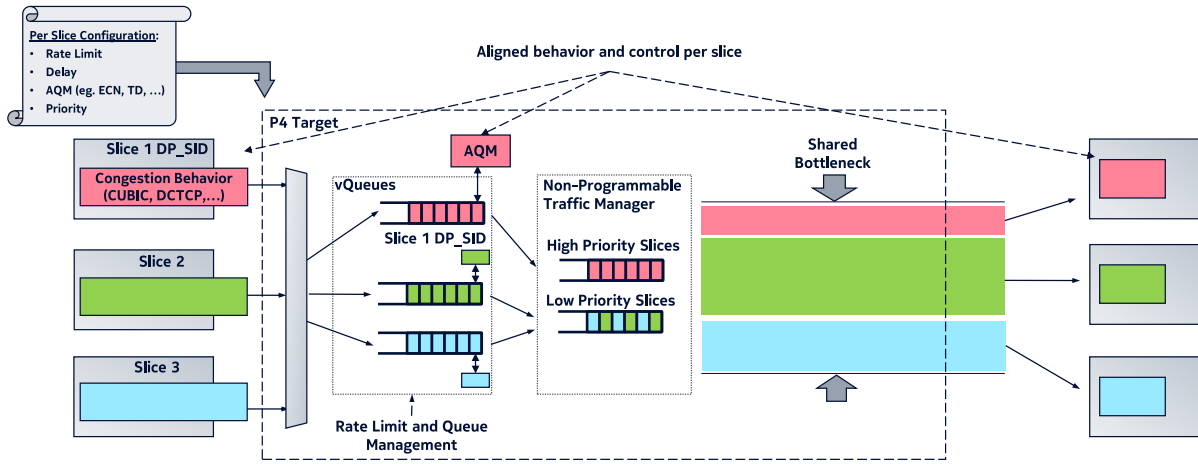 Per Slice Configuration:
• Rate Limit
• Delay
• AQM (eg. ECN, TD, ...)
• Priority
Aligned behavior and control per slice
P4 Target
Slice 1 DP_SID
Congestion Behavior
(CUBIC, DCTCP,...)
Slice 2
Slice 3
AQM
vQueues
Slice 1 DP_SID
Rate Limit and Queue
Management
Non-Programmable
Traffic Manager
High Priority Slices
Low Priority Slices
Shared
Bottleneck